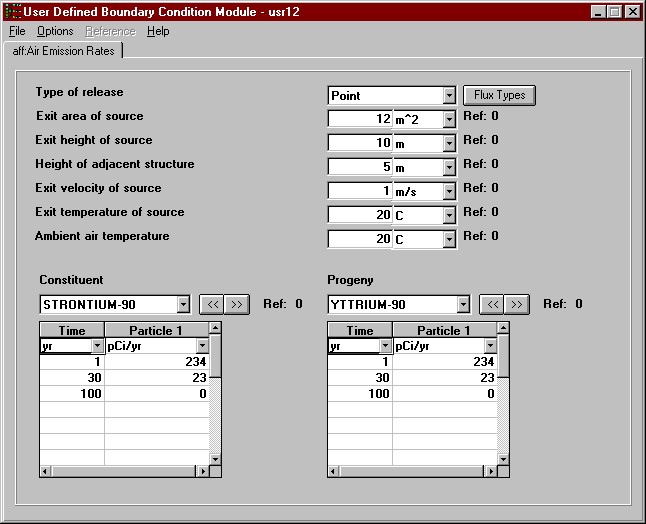 User Defined Boundary Condition Module - usr12
File Options Reference Help
aff:Air Emission Rates
Type of release Point Flux Types
Exit area of source 12 m^2 Ref: 0
Exit height of source 10 m Ref: 0
Height of adjacent structure 5 m Ref: 0
Exit velocity of source 1 m/s Ref: 0
Exit temperature of source 20 C Ref: 0
Ambient air temperature 20 C Ref: 0
Constituent Progeny
STRONTIUM-90 << >> Ref: 0 YTTRIUM-90 << >> Ref: 0
Time Particle 1 Time Particle 1
yr pCi/yr yr pCi/yr
1 234 1 234
30 23 30 23
100 0 100 0